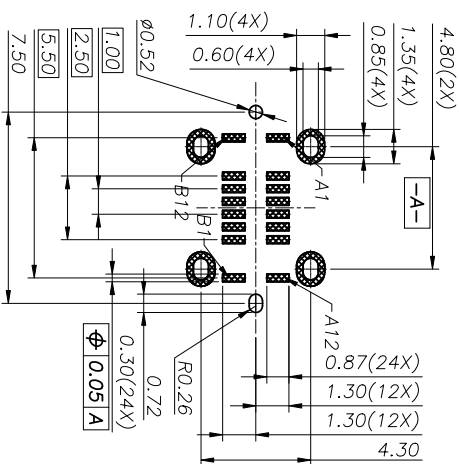 1.10(4X)
0.60(4X)
4.80(2X)
1.35(4X)
0.85(4X)
ø0.52
1.00
2.50
5.50
7.50
-A-
A1
B12
B1
A12
0.87(24X)
1.30(12X)
1.30(12X)
4.30
R0.26
0.72
0.30(24X)
⌖ 0.05 A